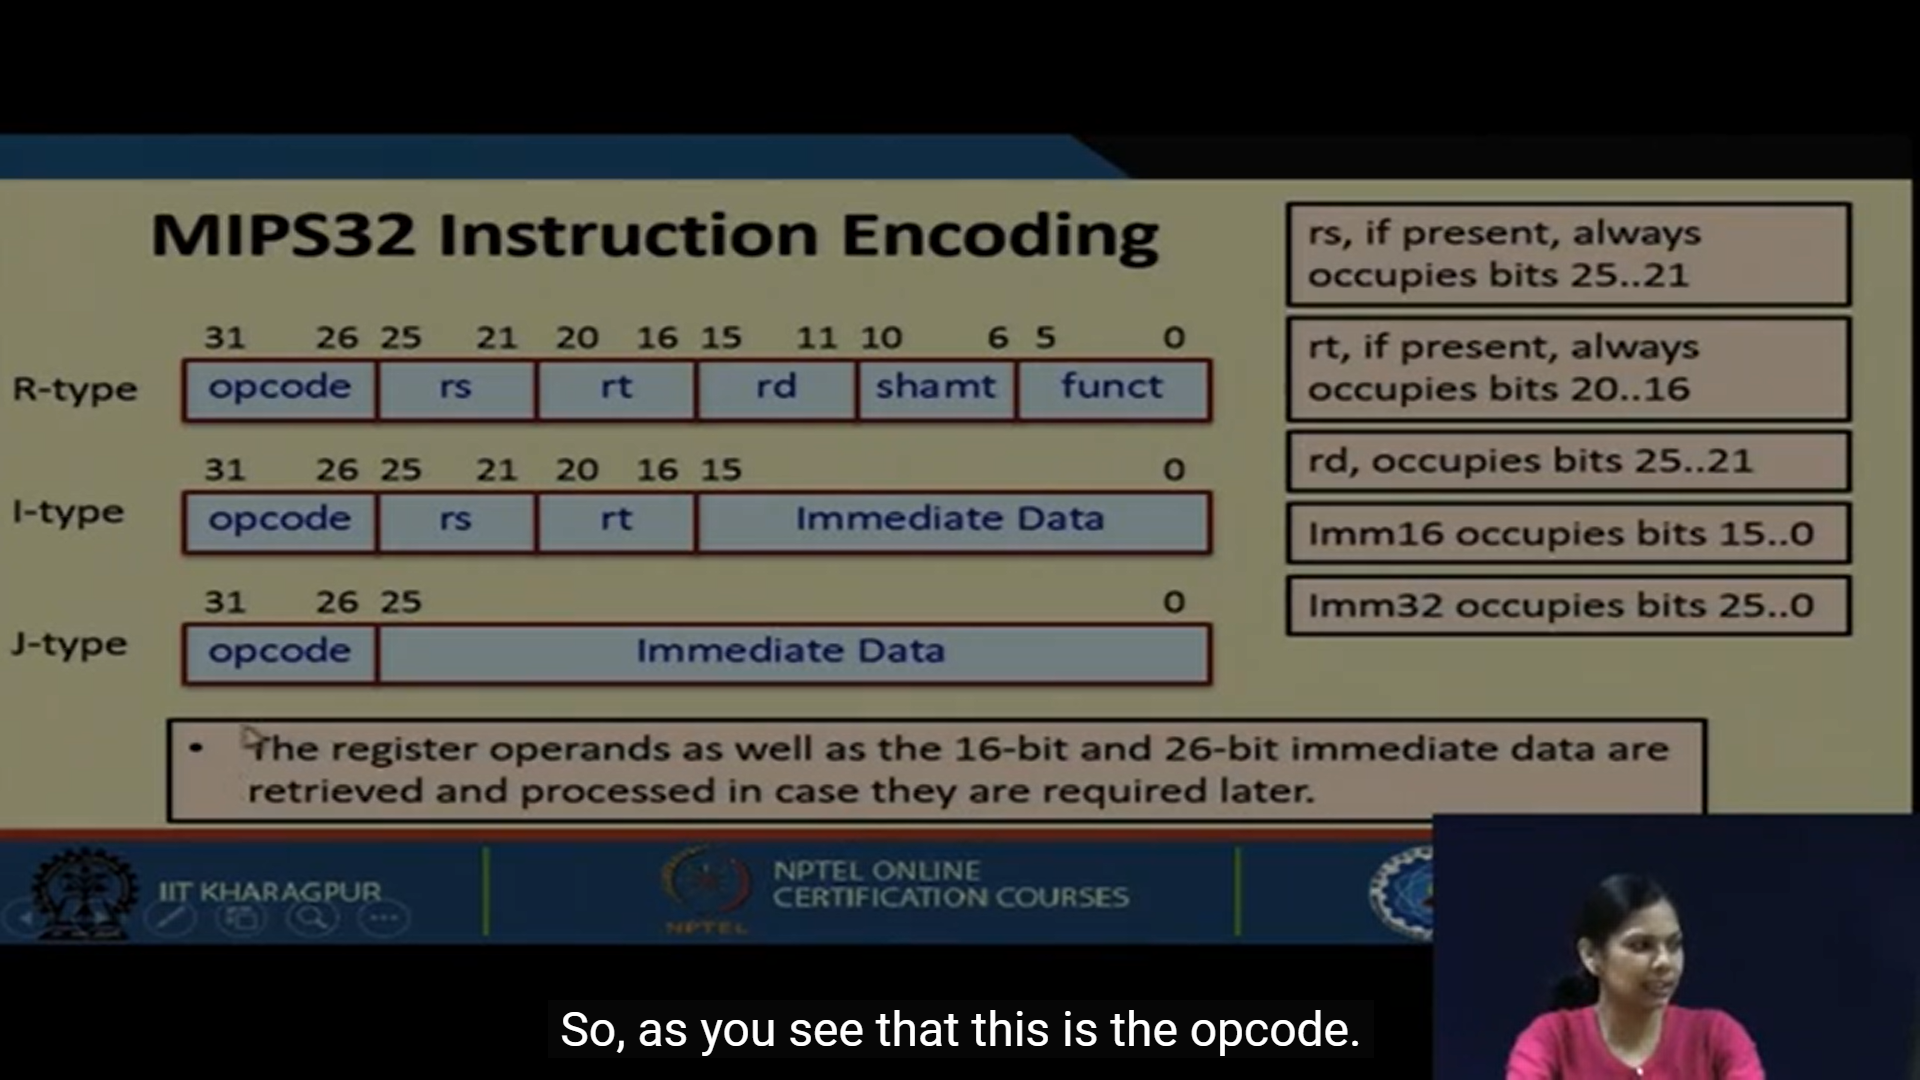 MIPS32 Instruction Encoding
31 26 25 21 20 16 15 11 10 6 5 0
R-type opcode rs rt rd shamt funct
31 26 25 21 20 16 15 0
I-type opcode rs rt Immediate Data
31 26 25 0
J-type opcode Immediate Data
rs, if present, always
occupies bits 25..21
rt, if present, always
occupies bits 20..16
rd, occupies bits 25..21
Imm16 occupies bits 15..0
Imm32 occupies bits 25..0
• The register operands as well as the 16-bit and 26-bit immediate data are
retrieved and processed in case they are required later.
IIT KHARAGPUR
NPTEL
NPTEL ONLINE
CERTIFICATION COURSES
So, as you see that this is the opcode.